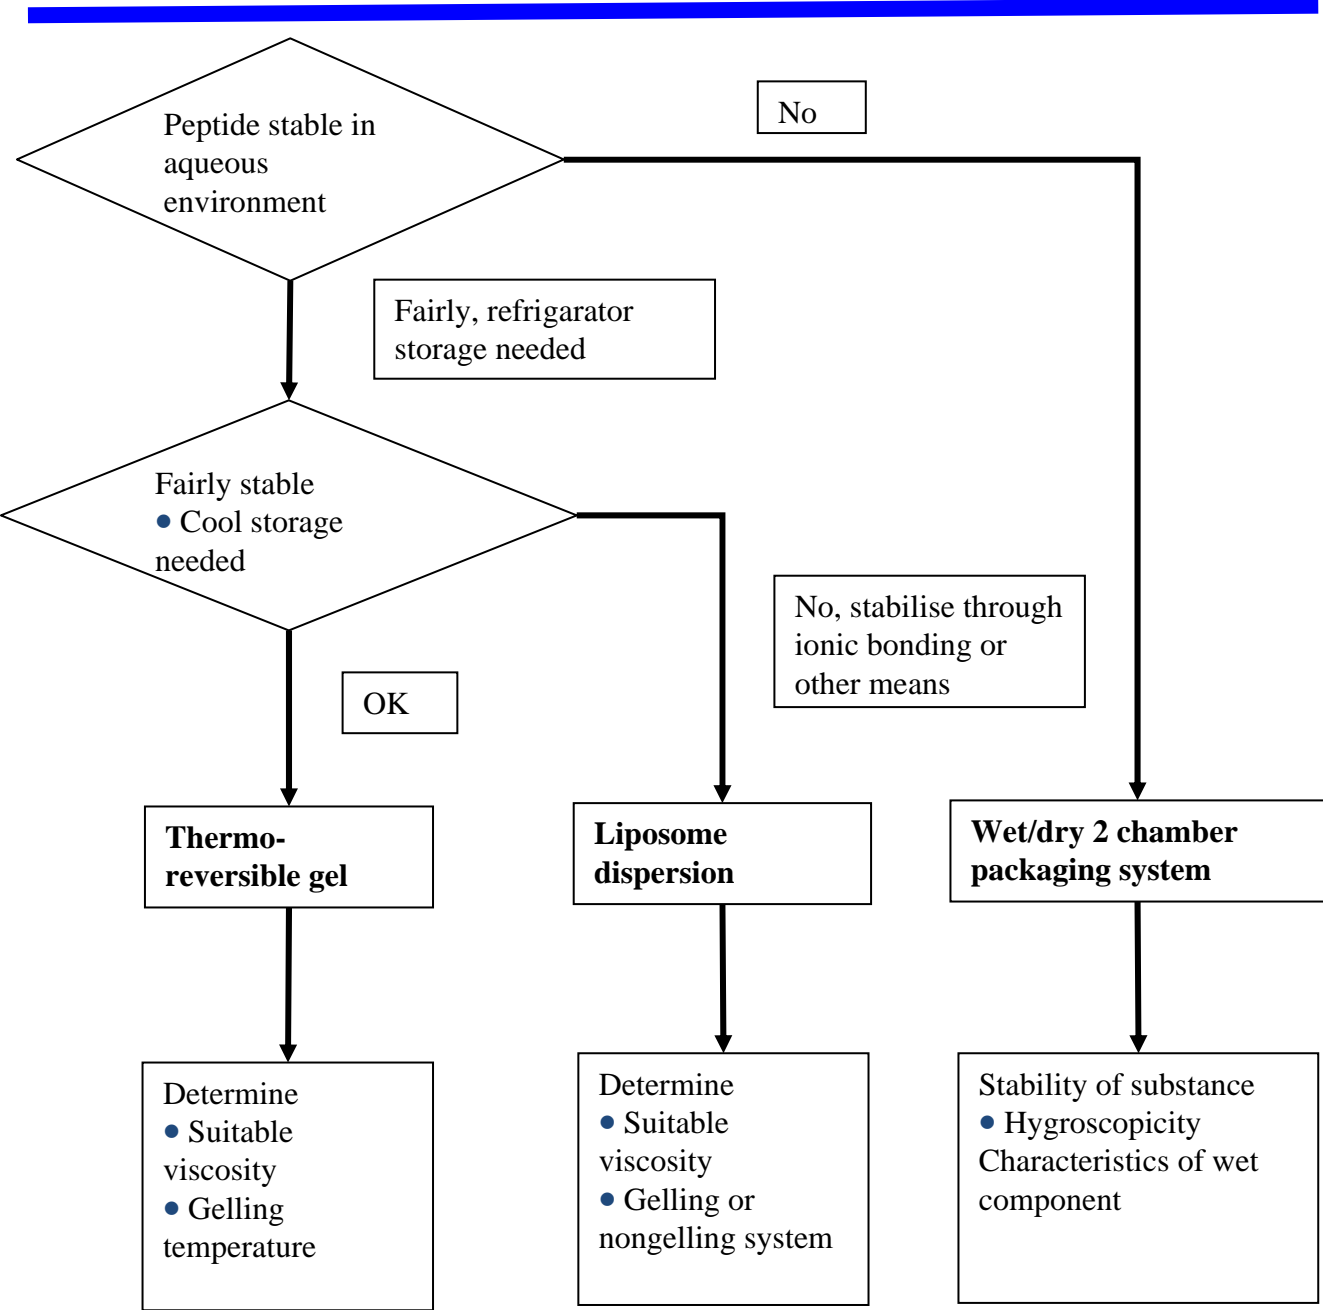 Peptide stable in
aqueous
environment
No
Fairly, refrigarator
storage needed
Fairly stable
• Cool storage
needed
No, stabilise through
ionic bonding or
other means
OK
Thermo-
reversible gel
Liposome
dispersion
Wet/dry 2 chamber
packaging system
Determine
• Suitable
viscosity
• Gelling
temperature
Determine
• Suitable
viscosity
• Gelling or
nongelling system
Stability of substance
• Hygroscopicity
Characteristics of wet
component